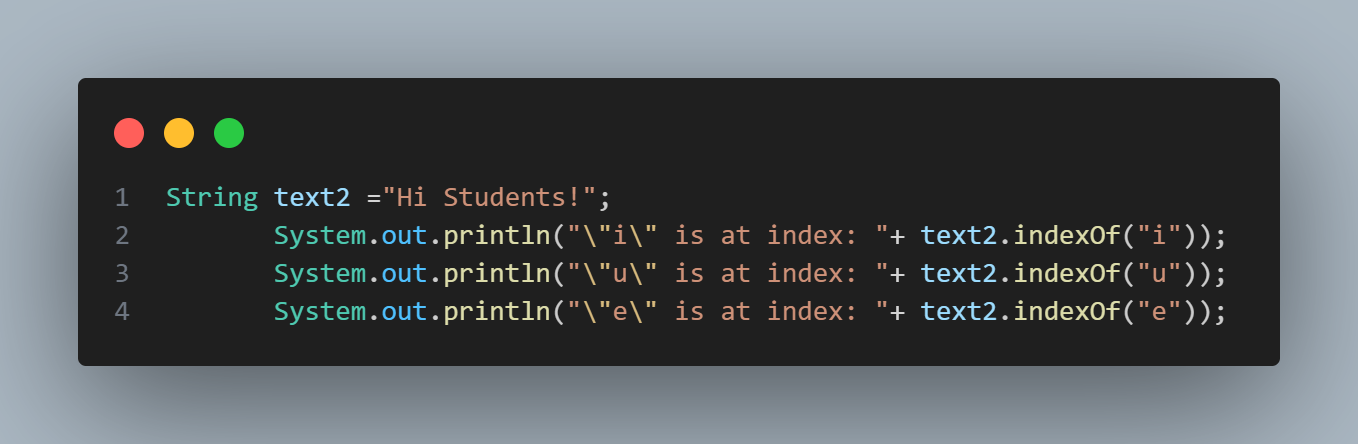 1 String text2 ="Hi Students!";
2 System.out.println("\"i\" is at index: "+ text2.indexOf("i"));
3 System.out.println("\"u\" is at index: "+ text2.indexOf("u"));
4 System.out.println("\"e\" is at index: "+ text2.indexOf("e"));